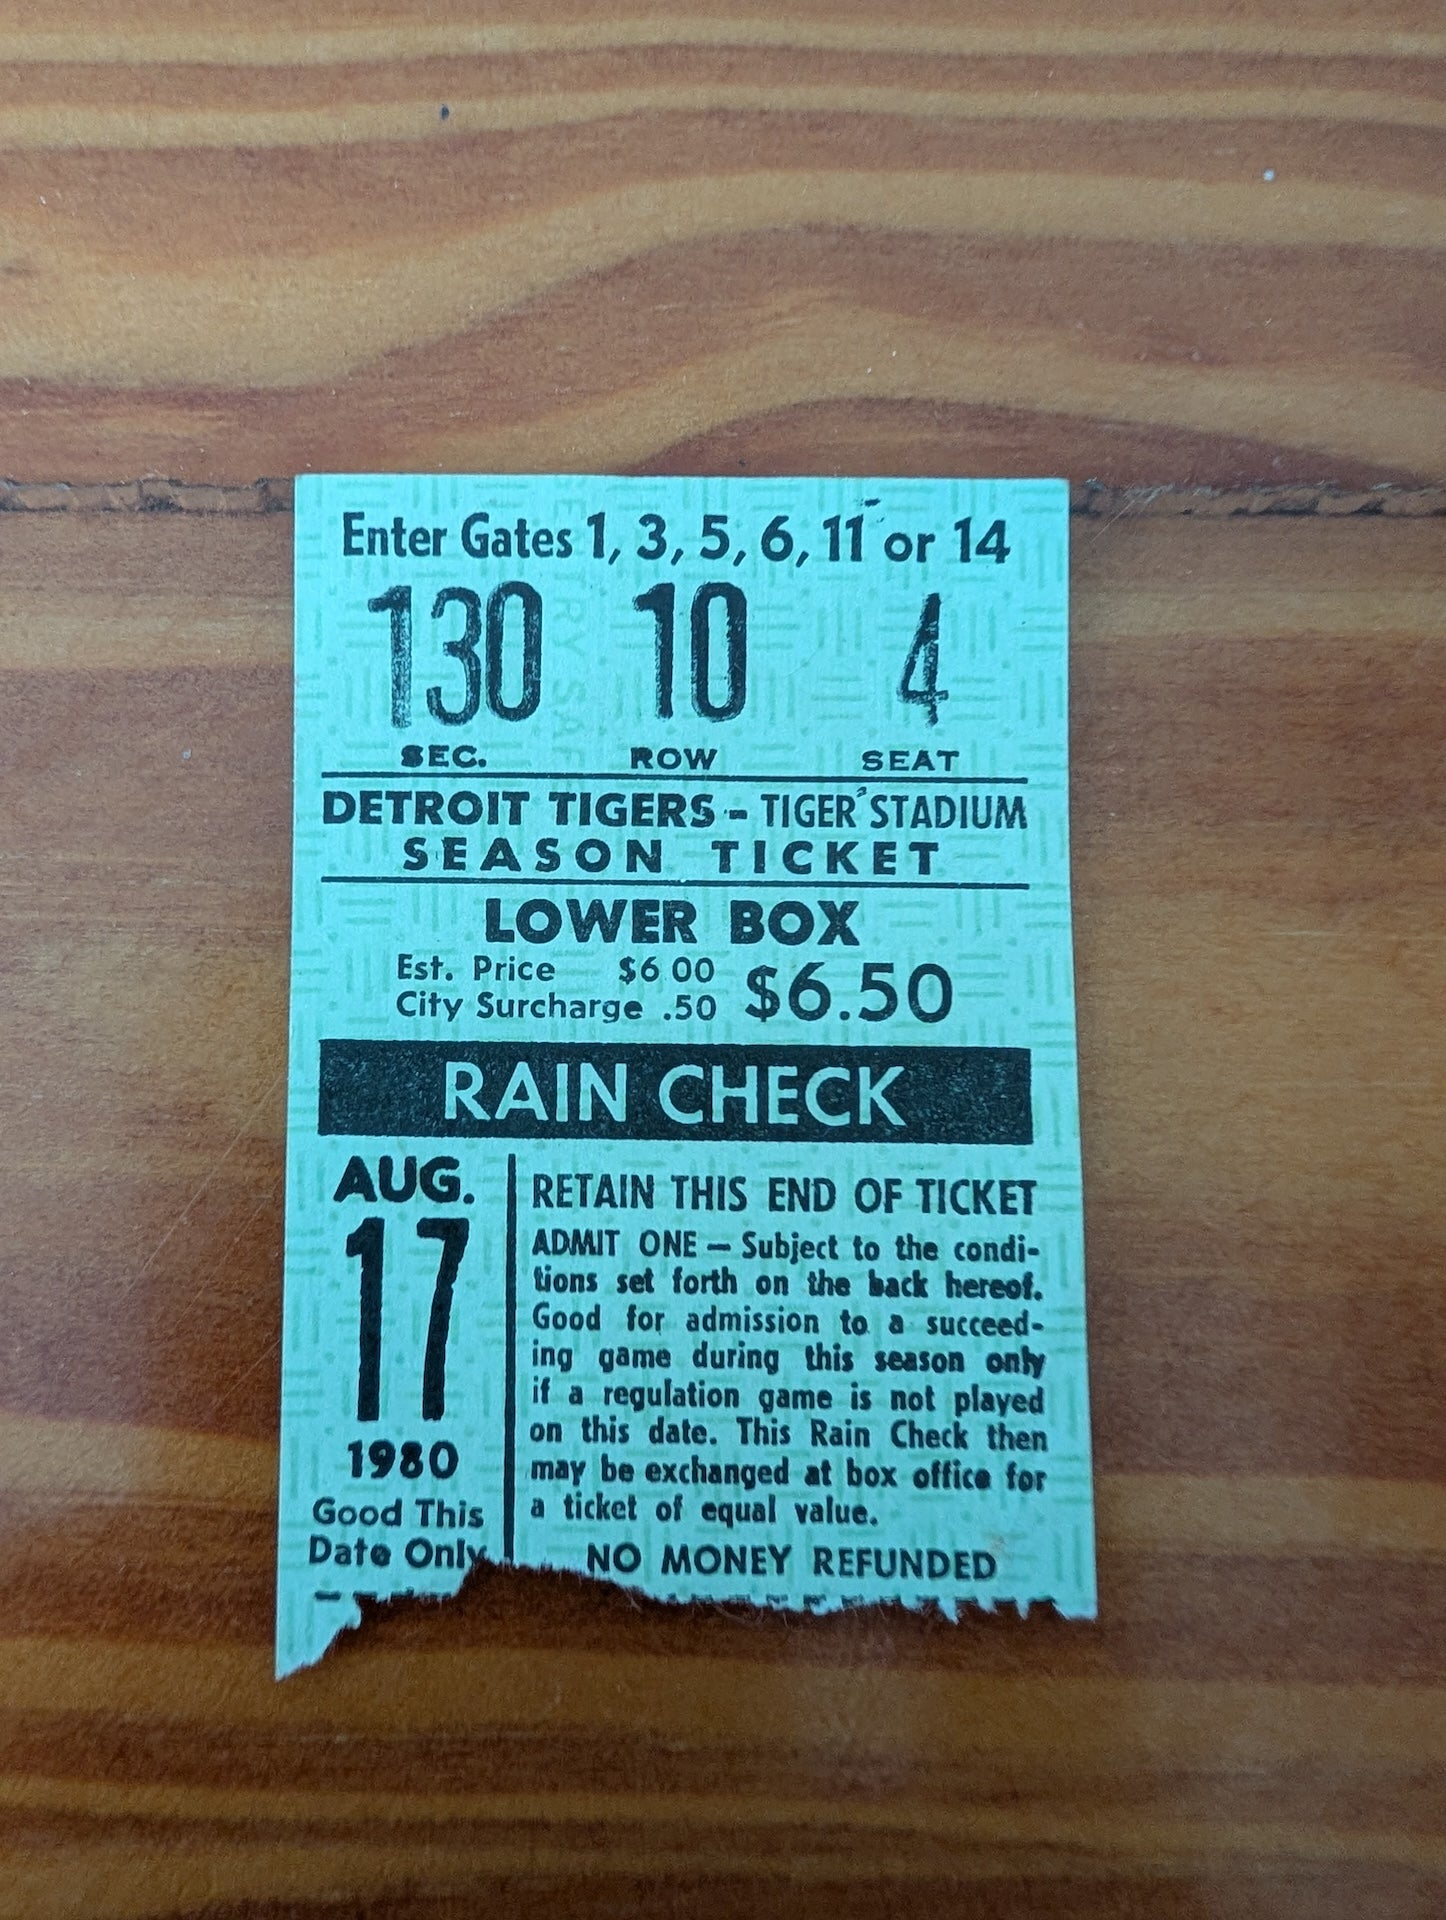 Enter Gates 1, 3, 5, 6, 11 or 14
130 10 4
SEC. ROW SEAT
DETROIT TIGERS - TIGER STADIUM
SEASON TICKET
LOWER BOX
Est. Price $6 00
City Surcharge .50
$6.50
RAIN CHECK
AUG.
17
1980
Good This
Date Only
RETAIN THIS END OF TICKET
ADMIT ONE — Subject to the condi-
tions set forth on the back hereof.
Good for admission to a succeed-
ing game during this season only
if a regulation game is not played
on this date. This Rain Check then
may be exchanged at box office for
a ticket of equal value.
NO MONEY REFUNDED